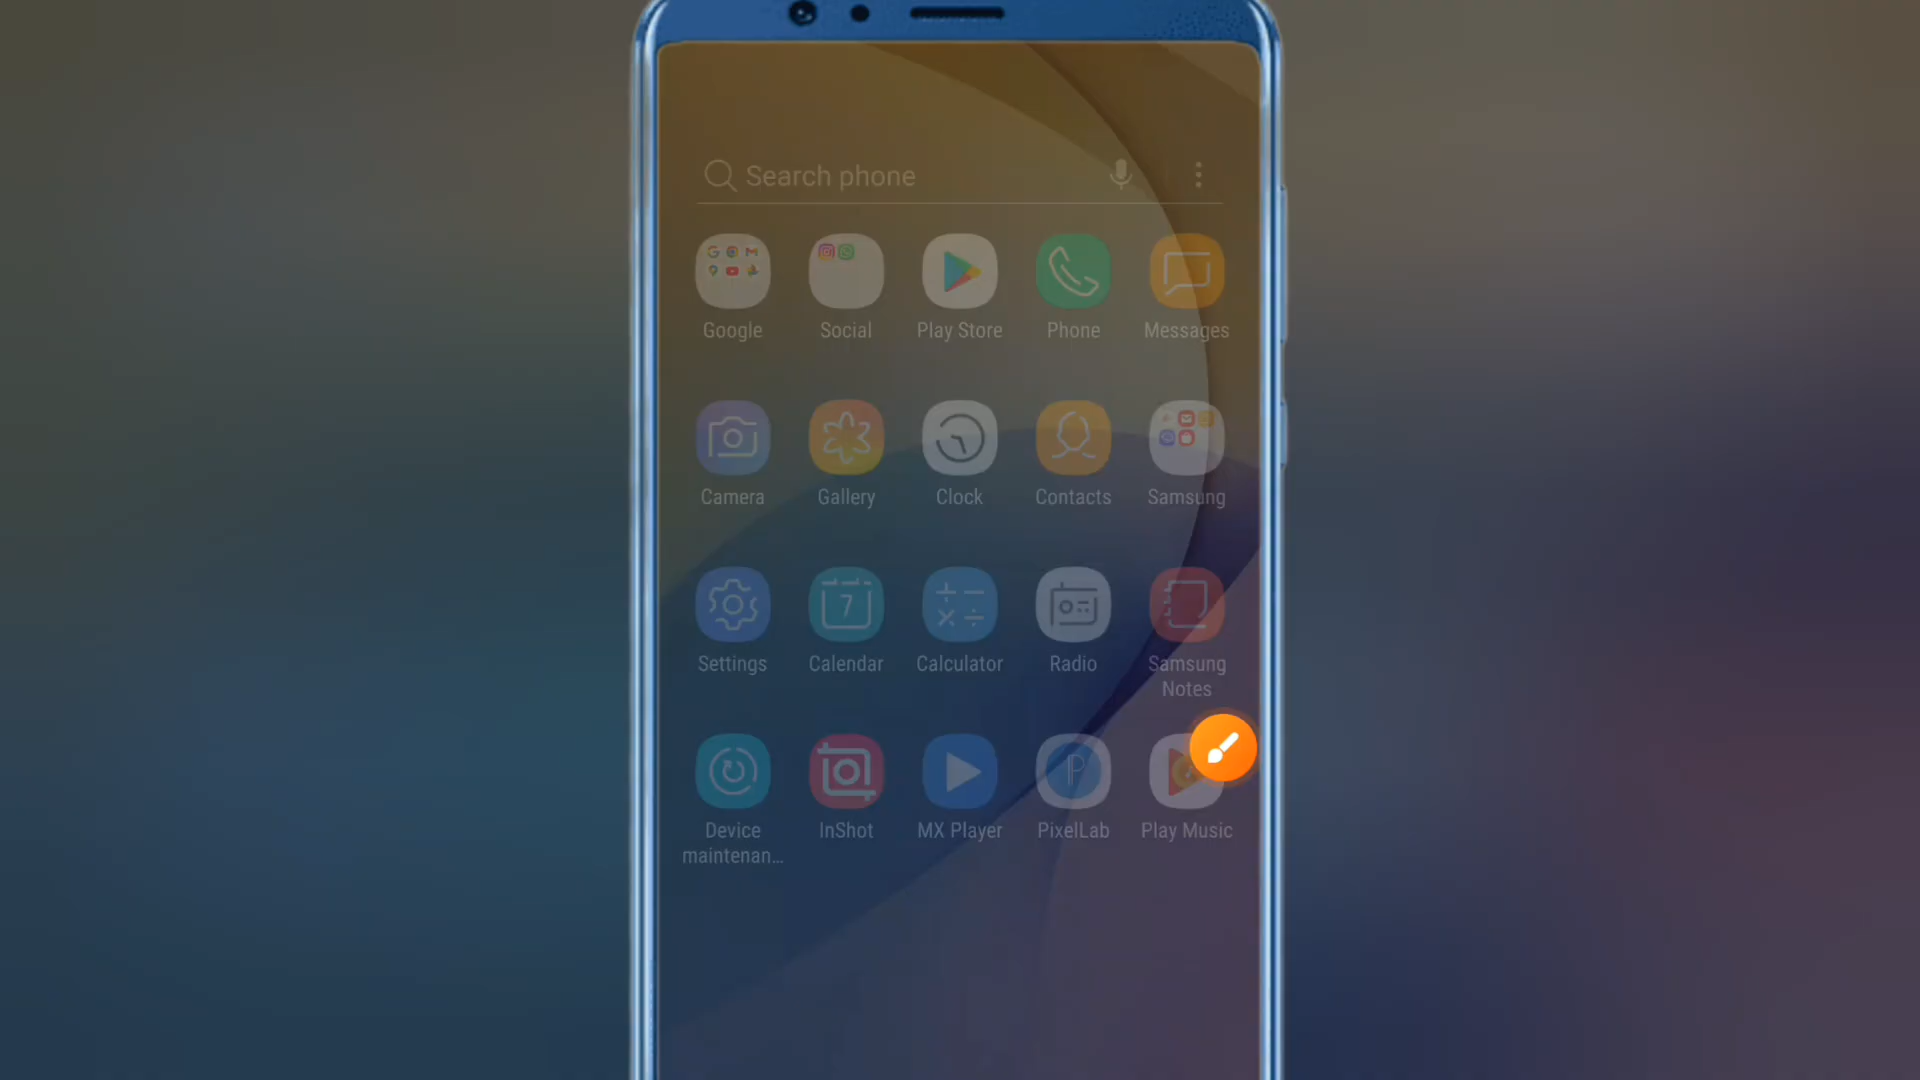 Search phone
Google Social Play Store Phone Messages
Camera Gallery Clock Contacts Samsung
7
Settings Calendar Calculator Radio Samsung
Notes
P
Device InShot MX Player PixelLab Play Music
maintenan...